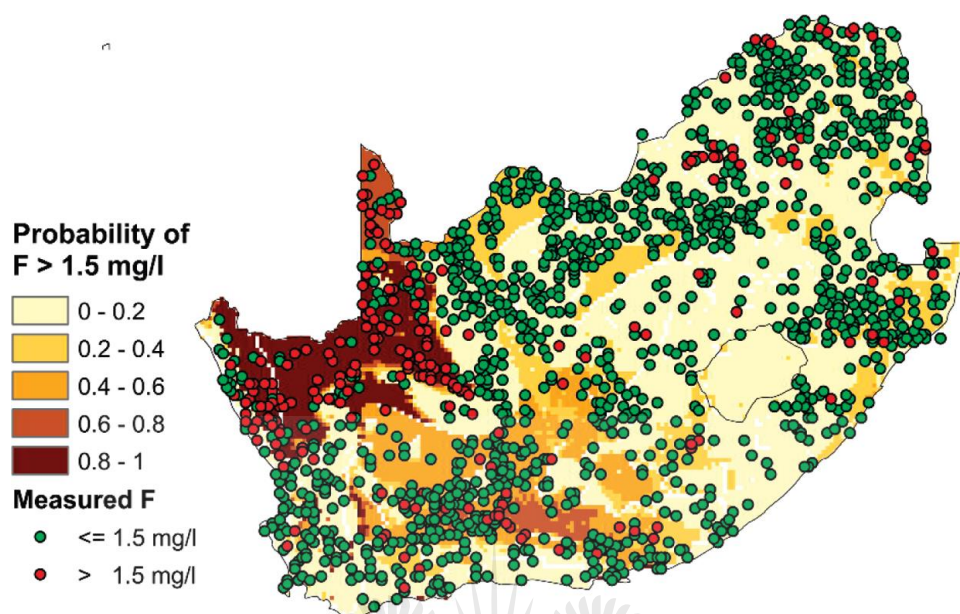 Probability of
F > 1.5 mg/l
0 - 0.2
0.2 - 0.4
0.4 - 0.6
0.6 - 0.8
0.8 - 1
Measured F
<= 1.5 mg/l
> 1.5 mg/l